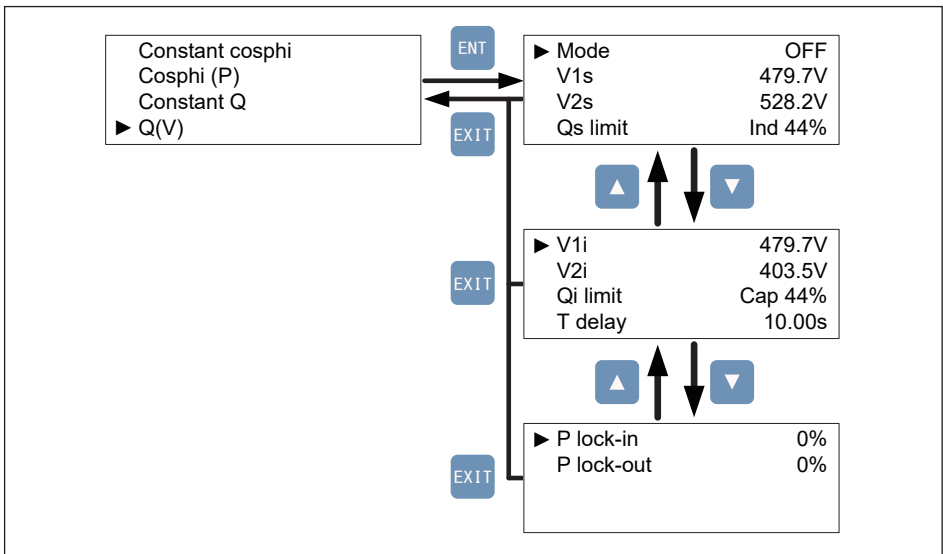 Constant cosphi
Cosphi (P)
Constant Q
► Q(V)
ENT
EXIT
► Mode OFF
V1s 479.7V
V2s 528.2V
Qs limit Ind 44%
▲ ▼
EXIT
► V1i 479.7V
V2i 403.5V
Qi limit Cap 44%
T delay 10.00s
▲ ▼
EXIT
► P lock-in 0%
P lock-out 0%